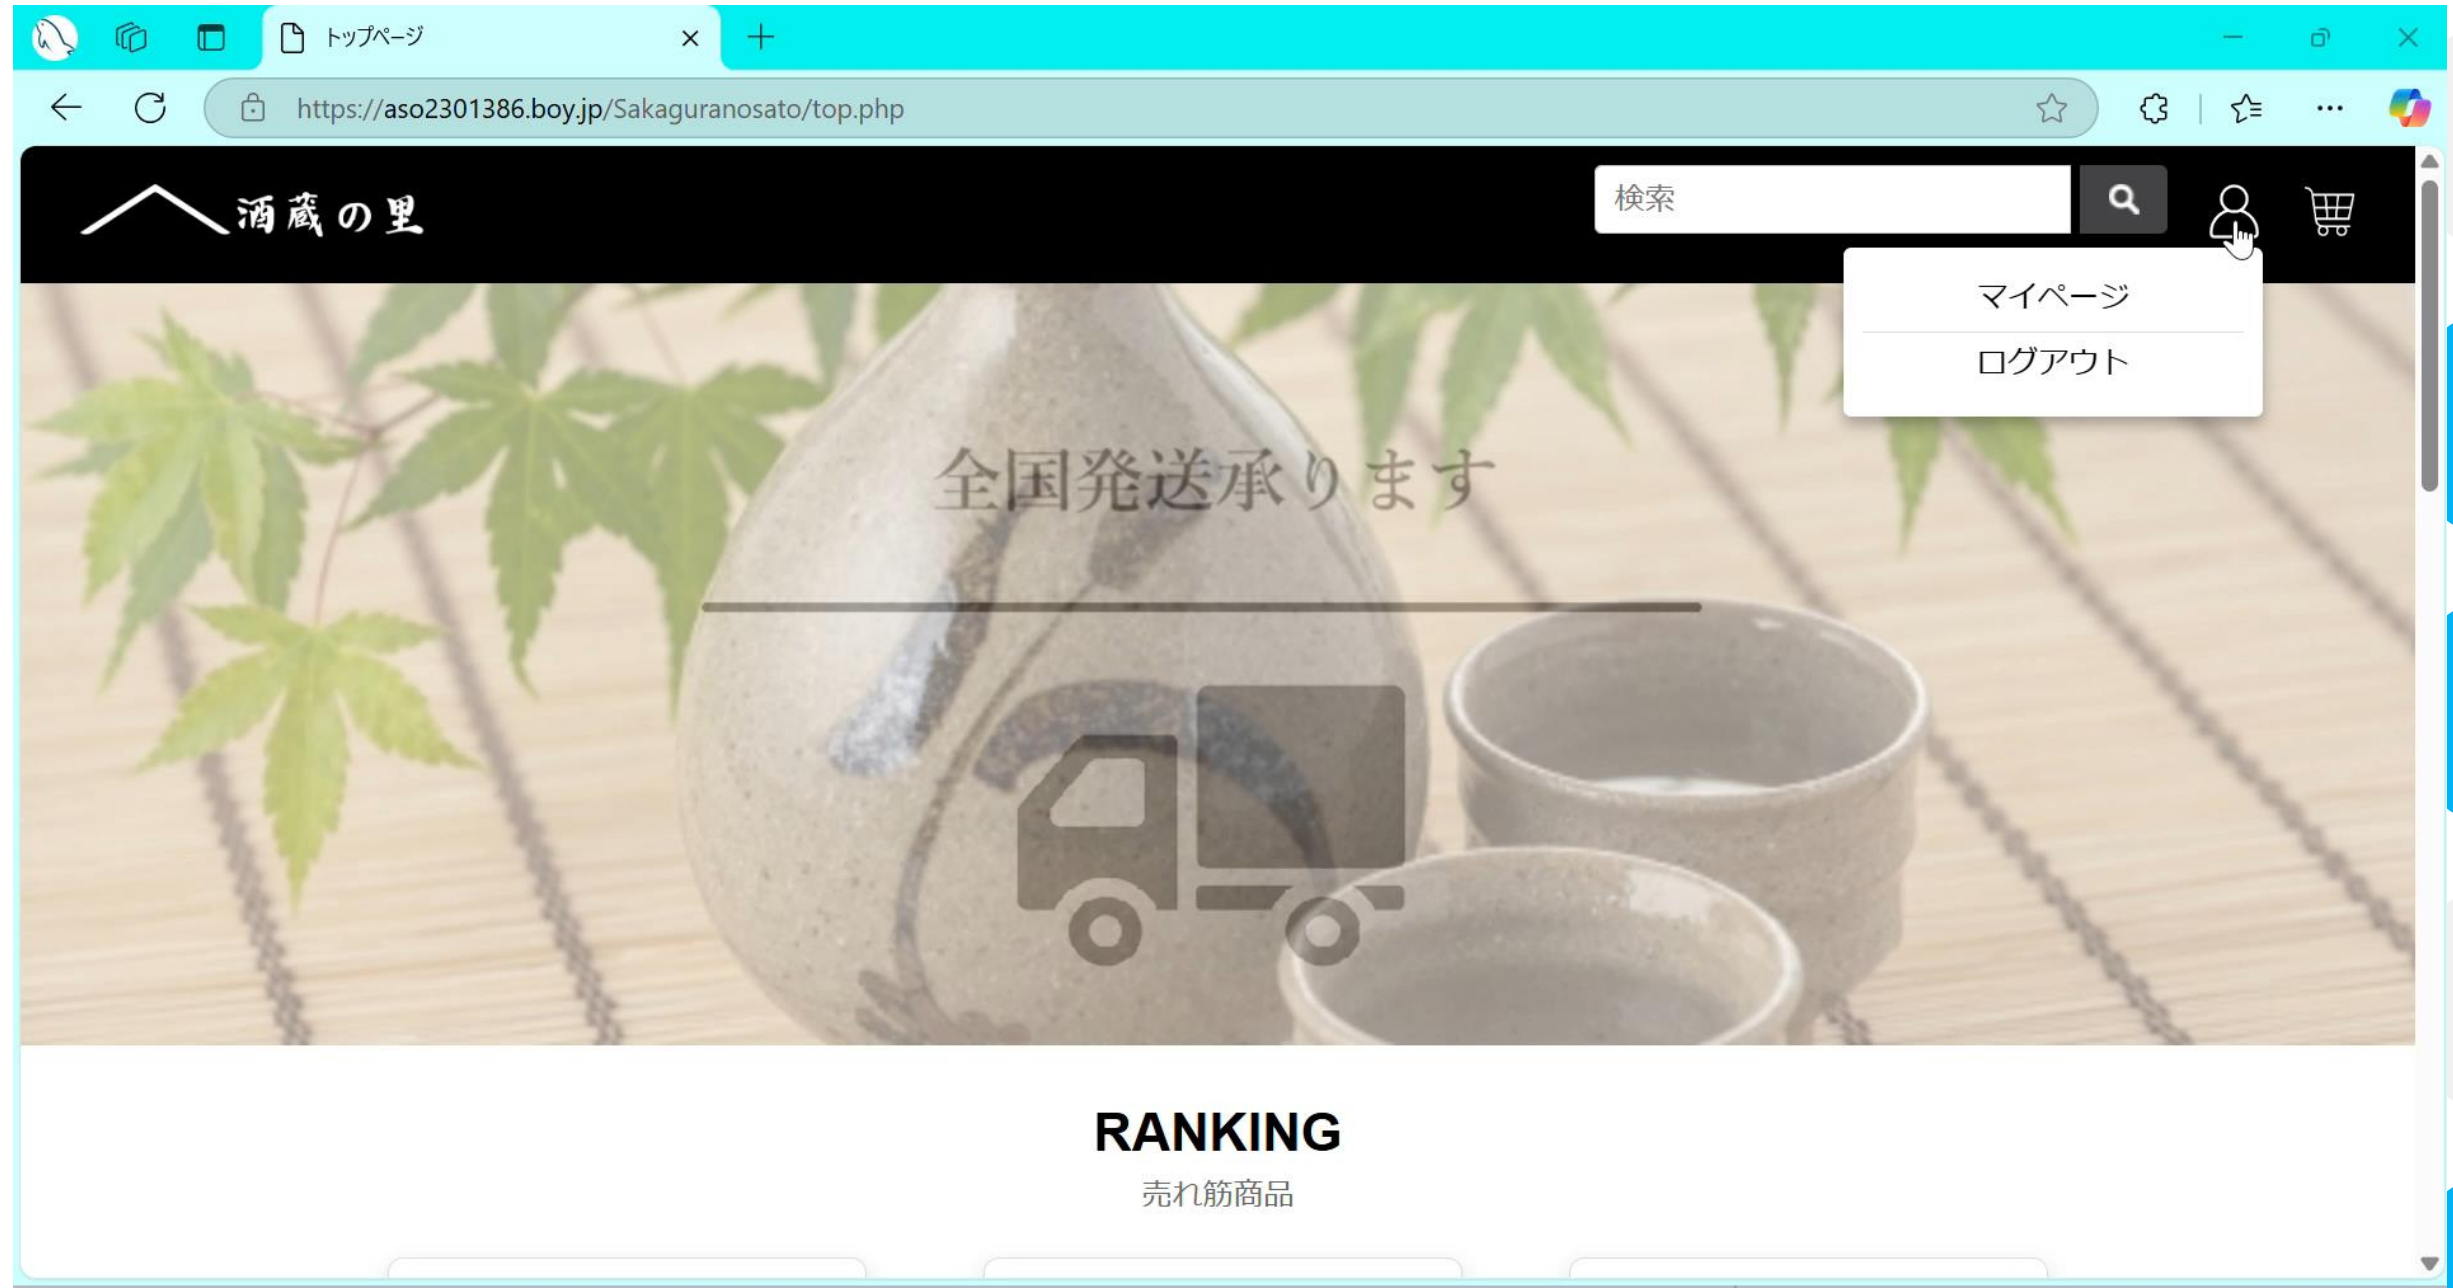 トップページ
https://aso2301386.boy.jp/Sakaguranosato/top.php
酒蔵の里
検索
マイページ
ログアウト
全国発送承ります
RANKING
売れ筋商品